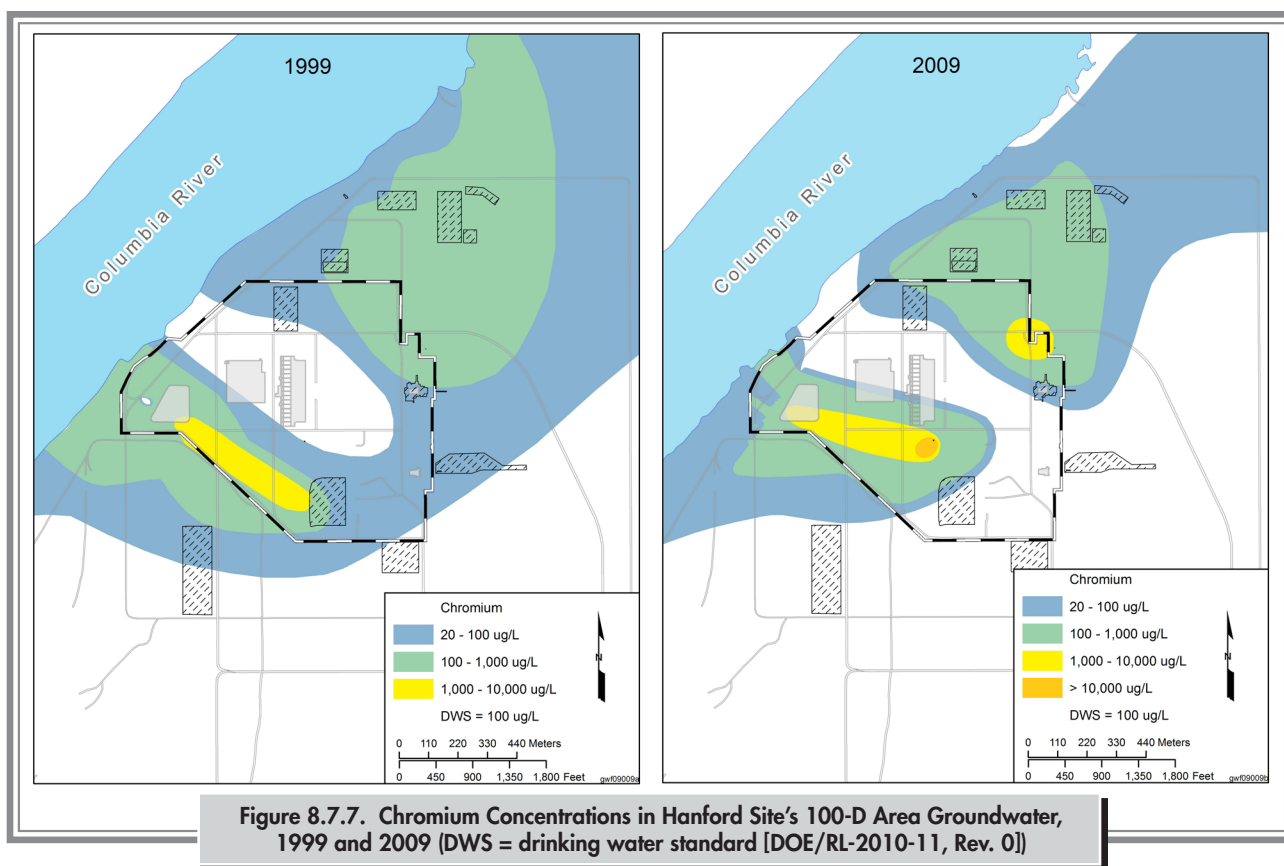 1999
Columbia River
Chromium
20 - 100 ug/L
100 - 1,000 ug/L
1,000 - 10,000 ug/L
DWS = 100 ug/L
N
0 110 220 330 440 Meters
0 450 900 1,350 1,800 Feet
gwf09009a
2009
Columbia River
Chromium
20 - 100 ug/L
100 - 1,000 ug/L
1,000 - 10,000 ug/L
> 10,000 ug/L
DWS = 100 ug/L
N
0 110 220 330 440 Meters
0 450 900 1,350 1,800 Feet
gwf09009b
Figure 8.7.7. Chromium Concentrations in Hanford Site's 100-D Area Groundwater,
1999 and 2009 (DWS = drinking water standard [DOE/RL-2010-11, Rev. 0])